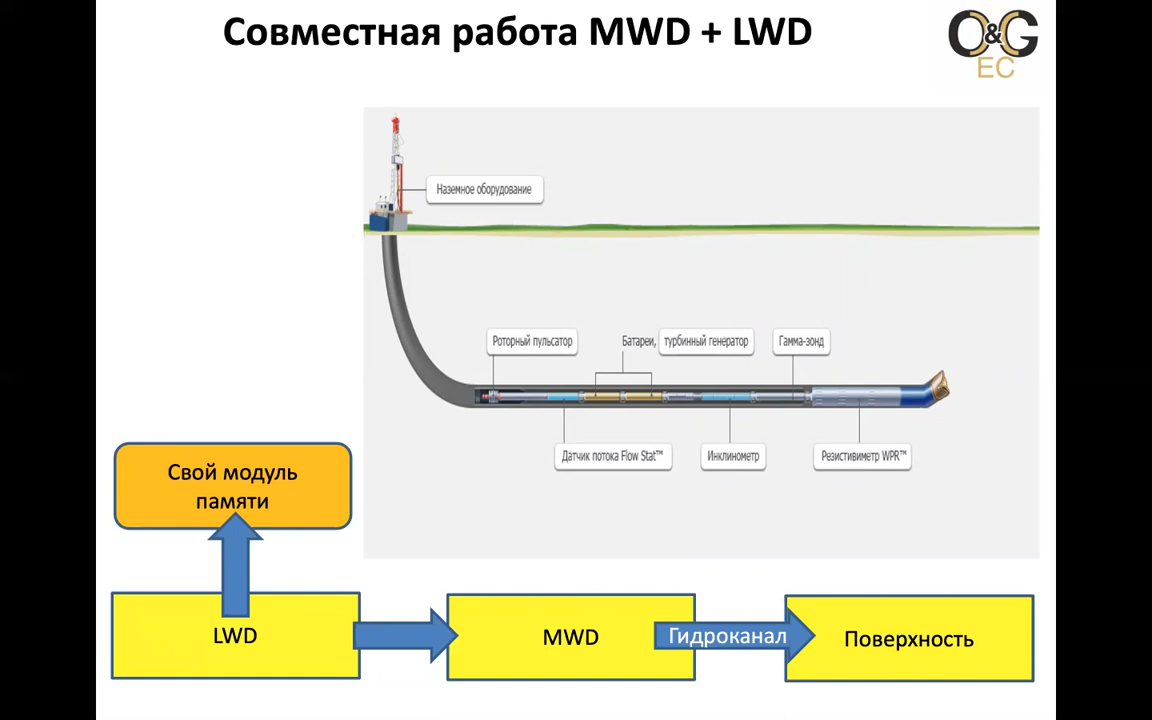 Совместная работа MWD + LWD
O&G
EC
Наземное оборудование
Роторный пульсатор
Батареи, турбинный генератор
Гамма-зонд
Датчик потока Flow Stat™
Инклинометр
Резистивиметр WPR™
Свой модуль
памяти
LWD
MWD
Гидроканал
Поверхность